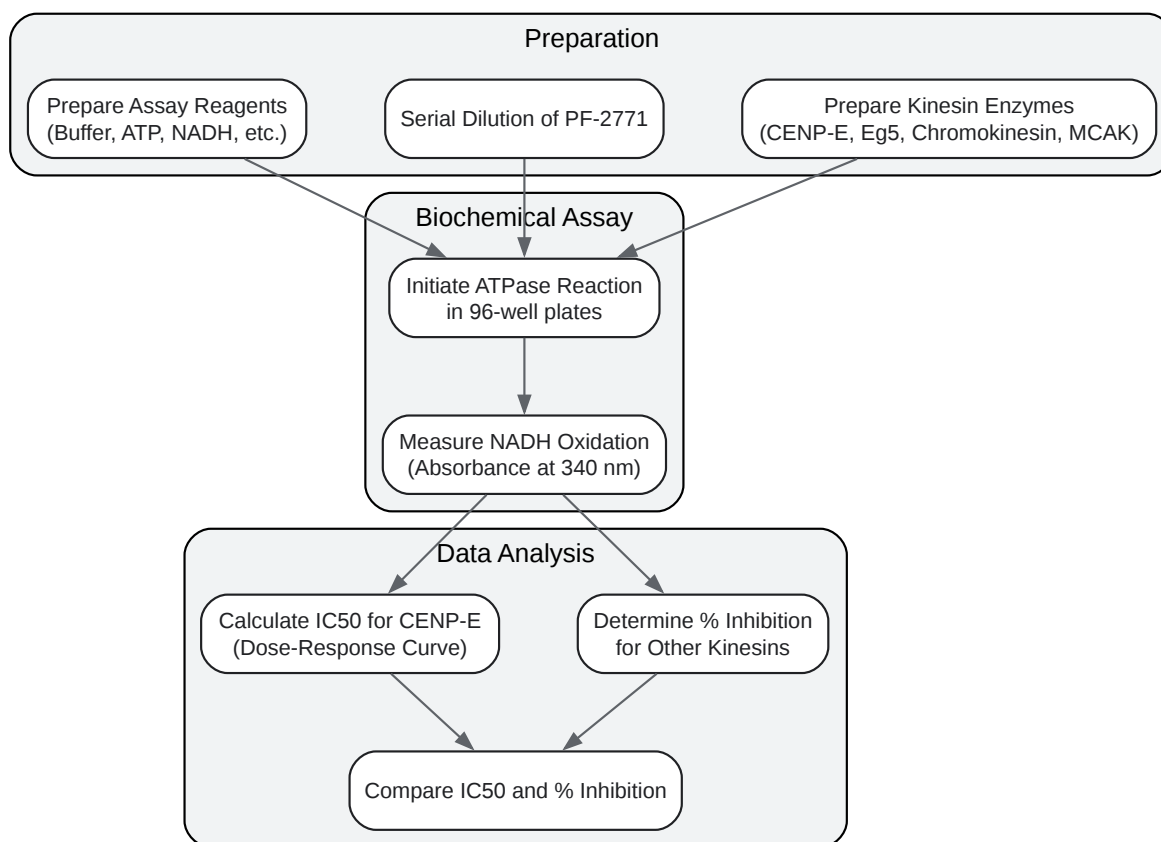 Preparation
Prepare Assay Reagents
(Buffer, ATP, NADH, etc.)
Serial Dilution of PF-2771
Prepare Kinesin Enzymes
(CENP-E, Eg5, Chromokinesin, MCAK)
Biochemical Assay
Initiate ATPase Reaction
in 96-well plates
Measure NADH Oxidation
(Absorbance at 340 nm)
Data Analysis
Calculate IC50 for CENP-E
(Dose-Response Curve)
Determine % Inhibition
for Other Kinesins
Compare IC50 and % Inhibition